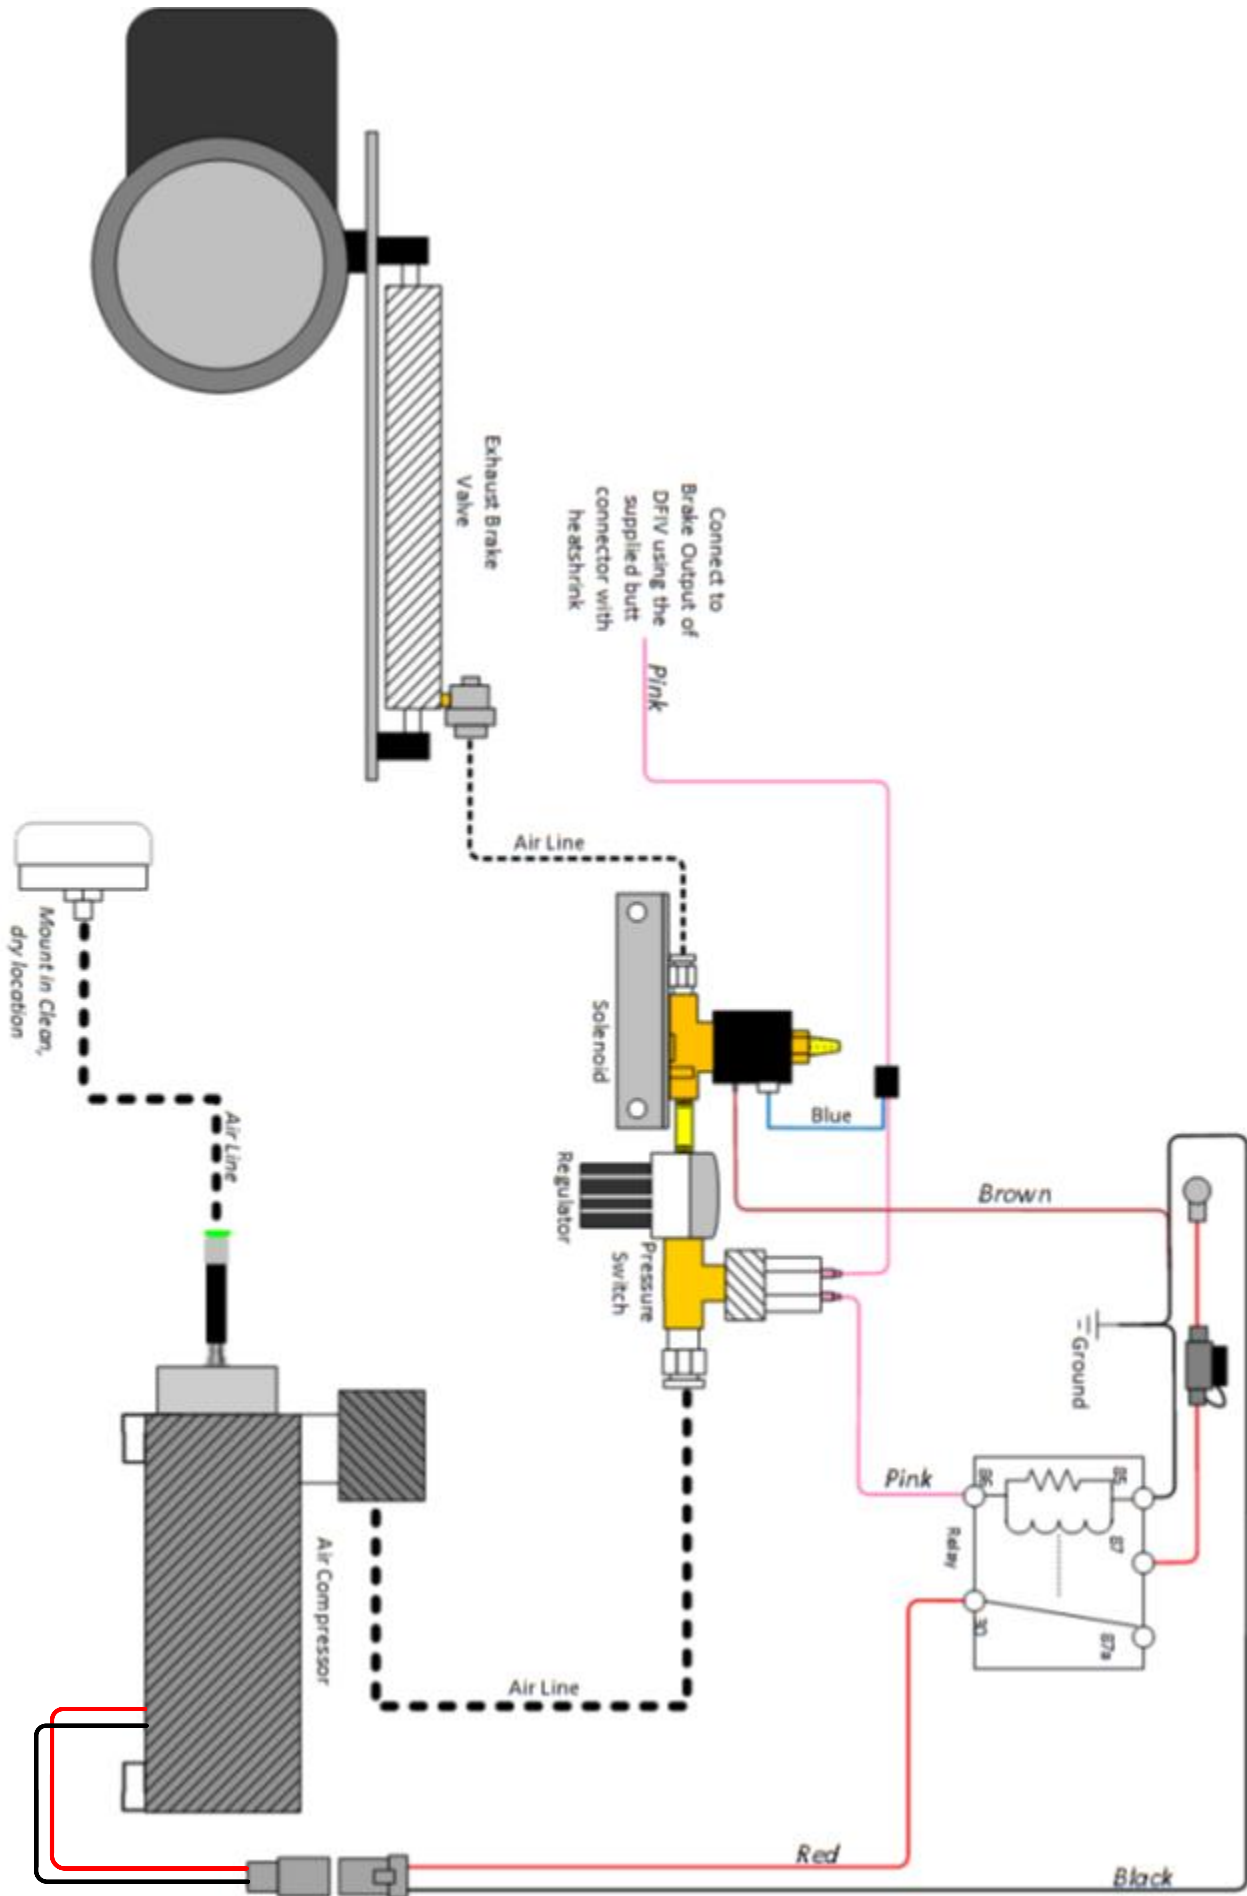 Exhaust Brake
Valve
Connect to
Brake Output of
DFIV using the
supplied butt
connector with
heatshrink
Pink
Air Line
Mount in Clean,
dry location
Air Line
Solenoid
Blue
Regulator
Brown
Pressure
Switch
Ground
Pink
86
85
87
Relay
30
87a
Air Compressor
Air Line
Red
Black